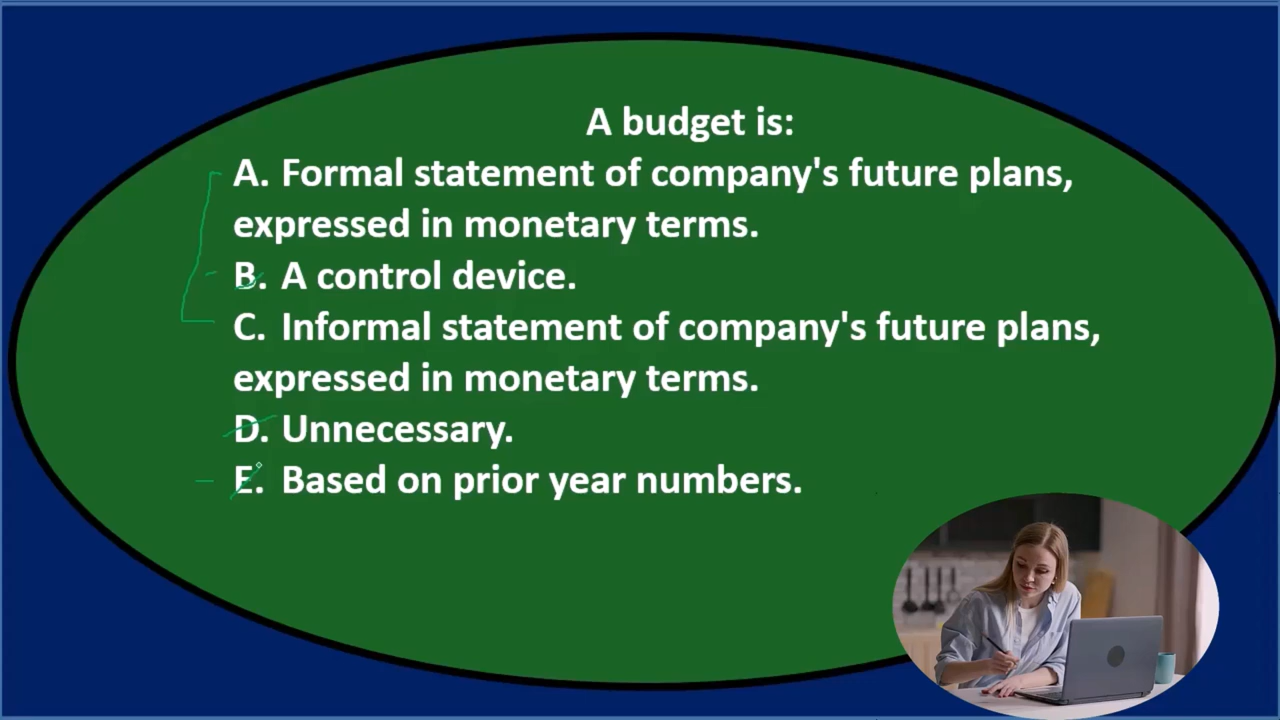 A budget is:
A. Formal statement of company's future plans,
expressed in monetary terms.
B. A control device.
C. Informal statement of company's future plans,
expressed in monetary terms.
D. Unnecessary.
E. Based on prior year numbers.